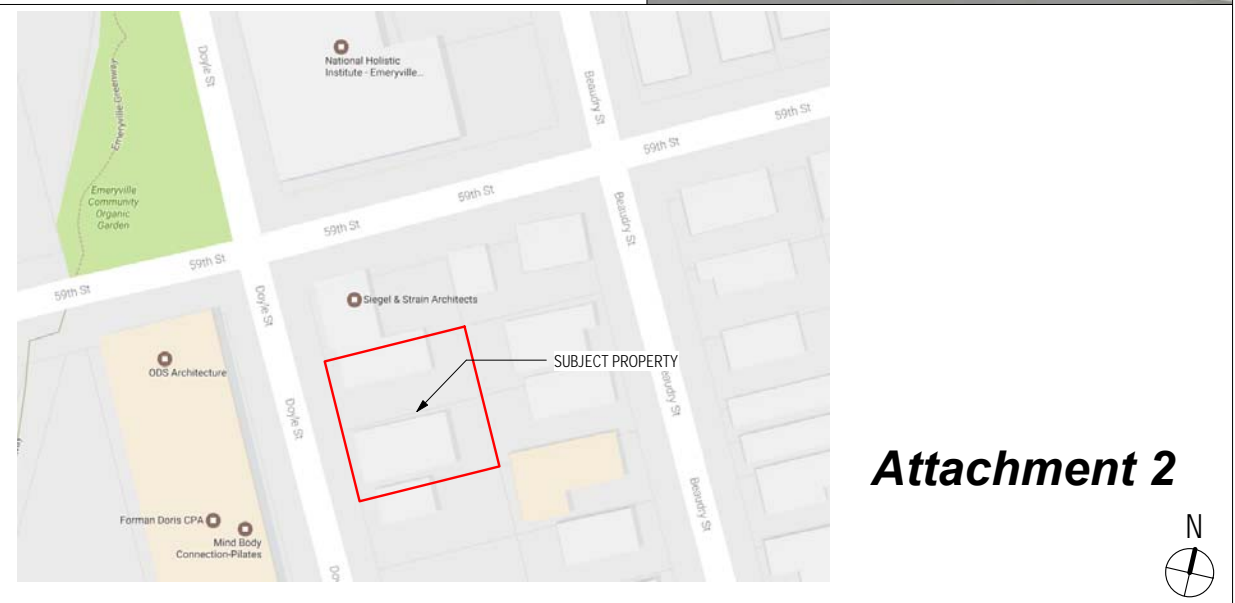 Doyle St
National Holistic
Institute - Emeryville...
Beaudry St
59th St
Emeryville Greenway
59th St
59th St
Emeryville
Community
Organic
Garden
Beaudry St
59th St
59th St
59th St
Doyle St
Siegel & Strain Architects
ODS Architecture
SUBJECT PROPERTY
Beaudry St
Doyle St
Attachment 2
Beaudry St
Forman Doris CPA
Mind Body
Connection-Pilates
N